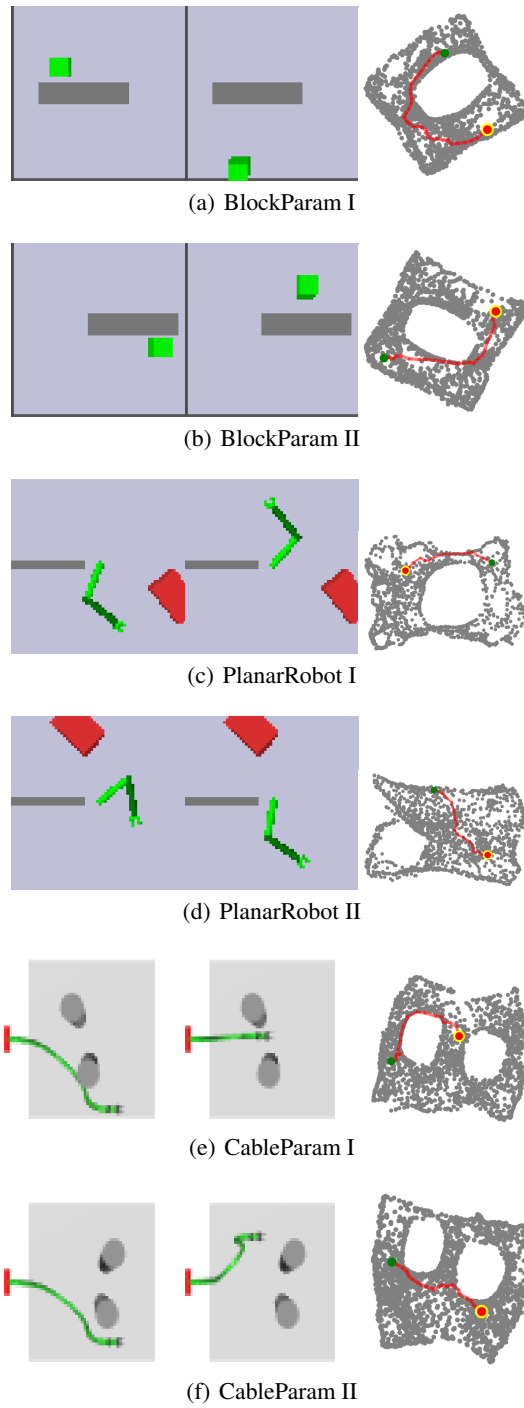 (a) BlockParam I
(b) BlockParam II
(c) PlanarRobot I
(d) PlanarRobot II
(e) CableParam I
(f) CableParam II